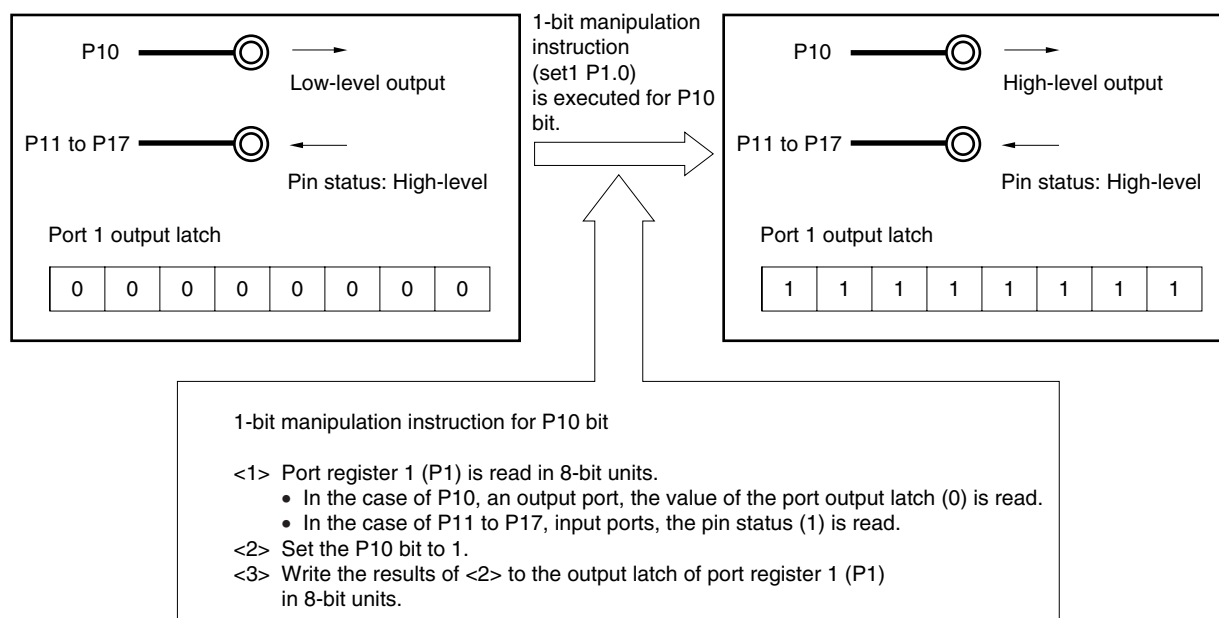 P10
Low-level output
P11 to P17
Pin status: High-level
Port 1 output latch
0 0 0 0 0 0 0 0
1-bit manipulation
instruction
(set1 P1.0)
is executed for P10
bit.
P10
High-level output
P11 to P17
Pin status: High-level
Port 1 output latch
1 1 1 1 1 1 1 1
1-bit manipulation instruction for P10 bit
<1> Port register 1 (P1) is read in 8-bit units.
• In the case of P10, an output port, the value of the port output latch (0) is read.
• In the case of P11 to P17, input ports, the pin status (1) is read.
<2> Set the P10 bit to 1.
<3> Write the results of <2> to the output latch of port register 1 (P1)
in 8-bit units.